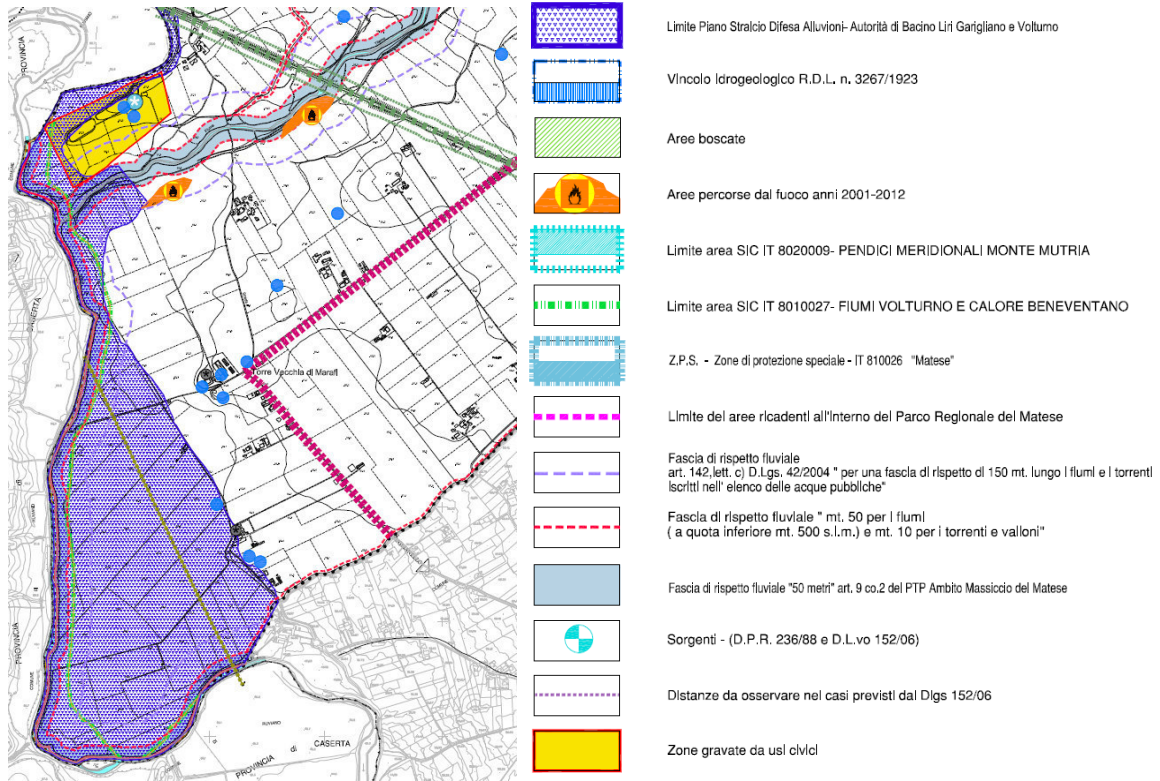 PROVINCIA
CASERTA
di
Torre Vecchia di Marafi
COMUNE
PROVINCIA
COMUNE
RUVIANO
RUVIANO
di
CASERTA
PROVINCIA
di
Limite Piano Stralcio Difesa Alluvioni- Autorità di Bacino Liri Garigliano e Volturno
Vincolo Idrogeologico R.D.L. n. 3267/1923
Aree boscate
Aree percorse dal fuoco anni 2001-2012
Limite area SIC IT 8020009- PENDICI MERIDIONALI MONTE MUTRIA
Limite area SIC IT 8010027- FIUMI VOLTURNO E CALORE BENEVENTANO
Z.P.S. - Zone di protezione speciale - IT 810026 "Matese"
Limite del aree ricadenti all'interno del Parco Regionale del Matese
Fascia di rispetto fluviale
art. 142,lett. c) D.Lgs. 42/2004 " per una fascia di rispetto di 150 mt. lungo i fiumi e i torrenti
iscritti nell' elenco delle acque pubbliche"
Fascia di rispetto fluviale " mt. 50 per i fiumi
( a quota inferiore mt. 500 s.l.m.) e mt. 10 per i torrenti e valloni"
Fascia di rispetto fluviale "50 metri" art. 9 co.2 del PTP Ambito Massiccio del Matese
Sorgenti - (D.P.R. 236/88 e D.L.vo 152/06)
Distanze da osservare nei casi previsti dal Dlgs 152/06
Zone gravate da usi civici